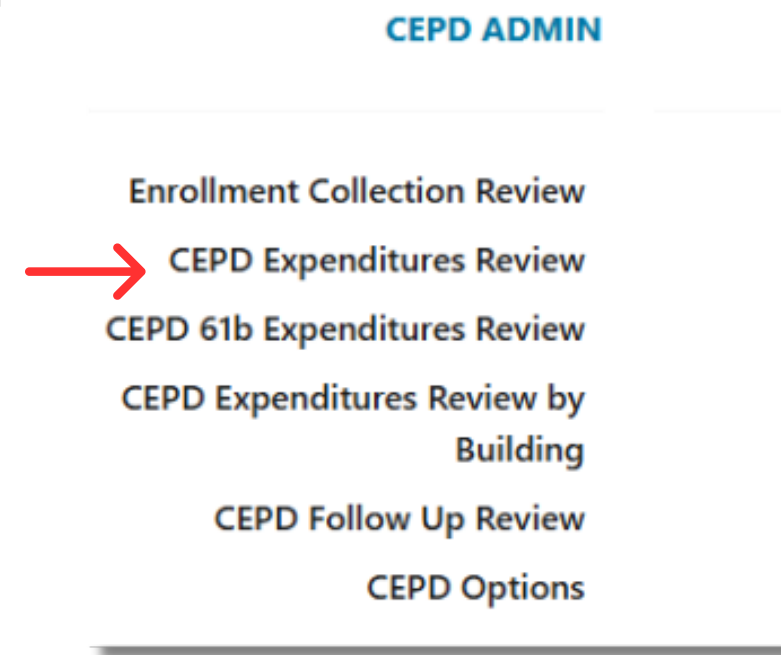 CEPD ADMIN
Enrollment Collection Review
CEPD Expenditures Review
CEPD 61b Expenditures Review
CEPD Expenditures Review by
Building
CEPD Follow Up Review
CEPD Options